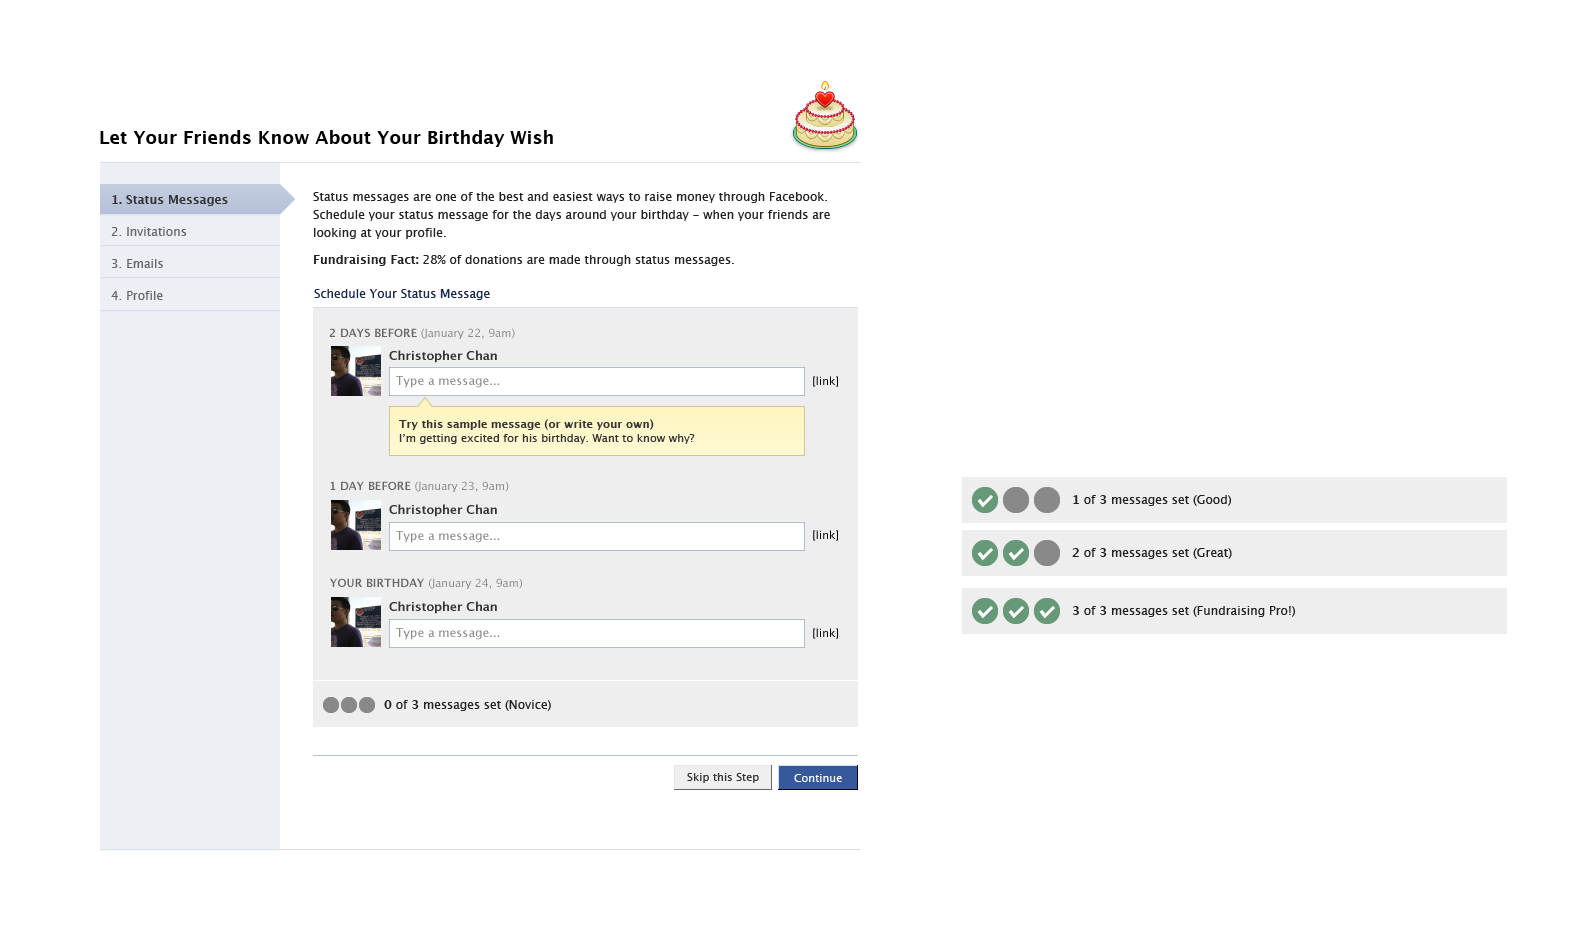 Let Your Friends Know About Your Birthday Wish
1. Status Messages
2. Invitations
3. Emails
4. Profile
Status messages are one of the best and easiest ways to raise money through Facebook.
Schedule your status message for the days around your birthday – when your friends are
looking at your profile.
Fundraising Fact: 28% of donations are made through status messages.
Schedule Your Status Message
2 DAYS BEFORE (January 22, 9am)
Christopher Chan
Type a message...
[link]
Try this sample message (or write your own)
I'm getting excited for his birthday. Want to know why?
1 DAY BEFORE (January 23, 9am)
Christopher Chan
Type a message...
[link]
YOUR BIRTHDAY (January 24, 9am)
Christopher Chan
Type a message...
[link]
0 of 3 messages set (Novice)
Skip this Step
Continue
1 of 3 messages set (Good)
2 of 3 messages set (Great)
3 of 3 messages set (Fundraising Pro!)